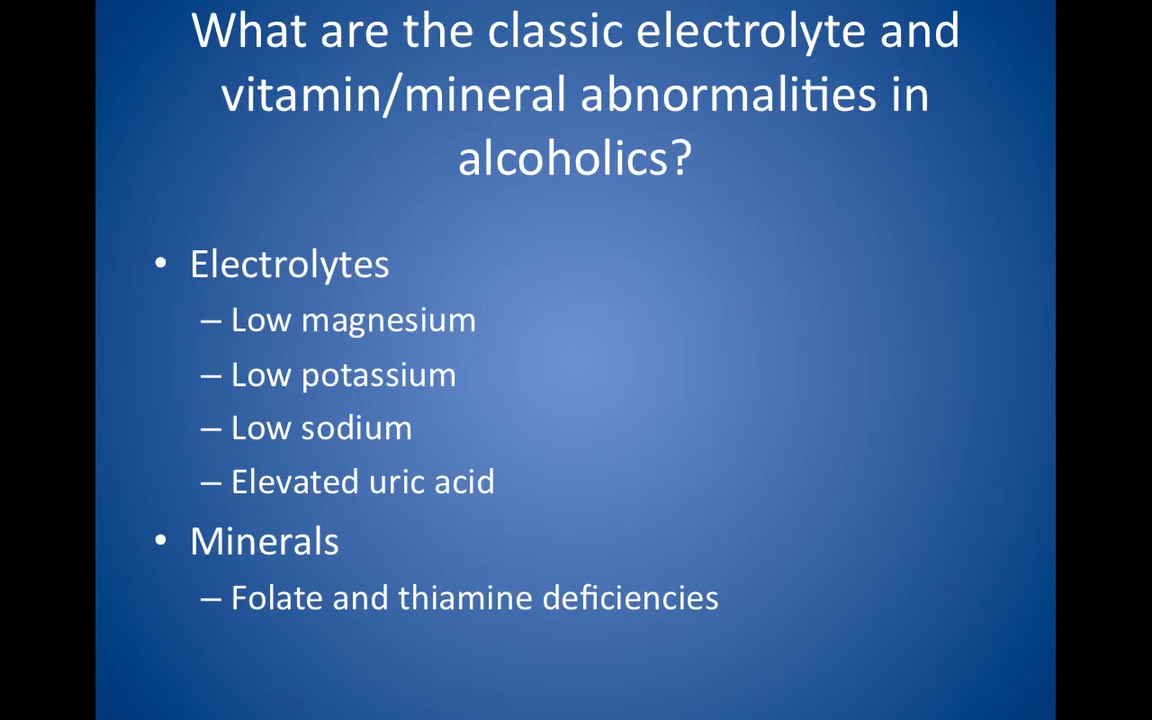 What are the classic electrolyte and
vitamin/mineral abnormalities in
alcoholics?
• Electrolytes
– Low magnesium
– Low potassium
– Low sodium
– Elevated uric acid
• Minerals
– Folate and thiamine deficiencies